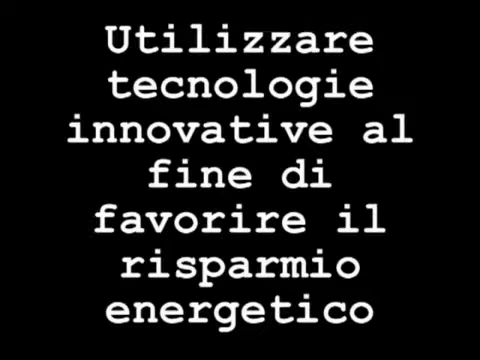 Utilizzare
tecnologie
innovative al
fine di
favorire il
risparmio
energetico